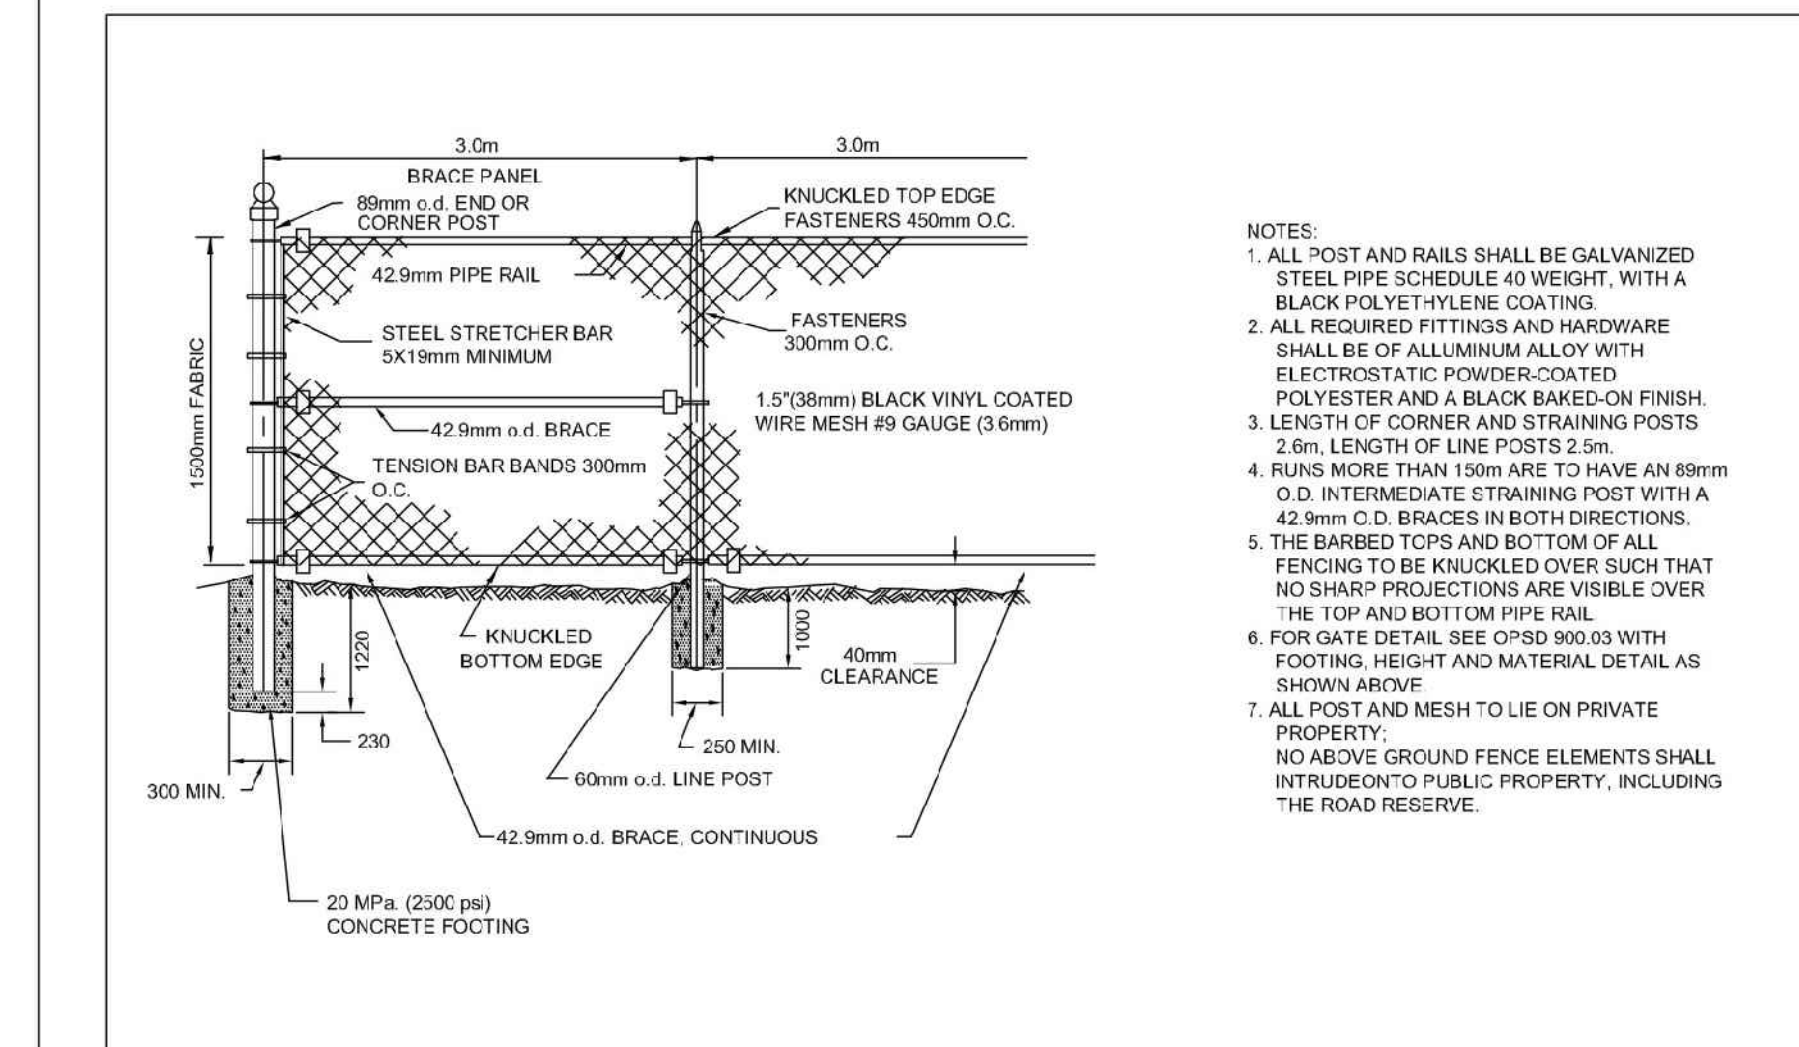 3.0m
3.0m
BRACE PANEL
89mm o.d. END OR
CORNER POST
KNUCKLED TOP EDGE
FASTENERS 450mm O.C.
42.9mm PIPE RAIL
FASTENERS
300mm O.C.
STEEL STRETCHER BAR
5X19mm MINIMUM
1500mm FABRIC
1.5"(38mm) BLACK VINYL COATED
WIRE MESH #9 GAUGE (3.6mm)
42.9mm o.d. BRACE
TENSION BAR BANDS 300mm
O.C.
KNUCKLED
BOTTOM EDGE
1220
1000
40mm
CLEARANCE
230
250 MIN.
300 MIN.
60mm o.d. LINE POST
42.9mm o.d. BRACE, CONTINUOUS
20 MPa. (2500 psi)
CONCRETE FOOTING
NOTES:
1. ALL POST AND RAILS SHALL BE GALVANIZED
STEEL PIPE SCHEDULE 40 WEIGHT, WITH A
BLACK POLYETHYLENE COATING.
2. ALL REQUIRED FITTINGS AND HARDWARE
SHALL BE OF ALLUMINUM ALLOY WITH
ELECTROSTATIC POWDER-COATED
POLYESTER AND A BLACK BAKED-ON FINISH.
3. LENGTH OF CORNER AND STRAINING POSTS
2.6m, LENGTH OF LINE POSTS 2.5m.
4. RUNS MORE THAN 150m ARE TO HAVE AN 89mm
O.D. INTERMEDIATE STRAINING POST WITH A
42.9mm O.D. BRACES IN BOTH DIRECTIONS.
5. THE BARBED TOPS AND BOTTOM OF ALL
FENCING TO BE KNUCKLED OVER SUCH THAT
NO SHARP PROJECTIONS ARE VISIBLE OVER
THE TOP AND BOTTOM PIPE RAIL
6. FOR GATE DETAIL SEE OPSD 900.03 WITH
FOOTING, HEIGHT AND MATERIAL DETAIL AS
SHOWN ABOVE.
7. ALL POST AND MESH TO LIE ON PRIVATE
PROPERTY;
NO ABOVE GROUND FENCE ELEMENTS SHALL
INTRUDEONTO PUBLIC PROPERTY, INCLUDING
THE ROAD RESERVE.